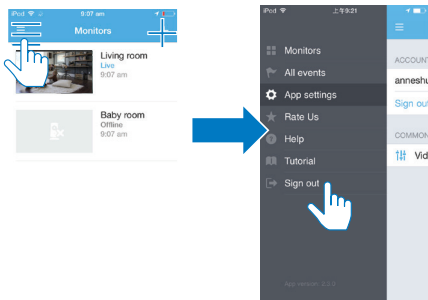 iPod
9:07 am
Monitors
Living room
Live
9:07 am
Baby room
Offline
9:07 am
iPod
上午9:21
Monitors
All events
App settings
Rate Us
Help
Tutorial
Sign out
ACCOUNT
anneshu
Sign out
COMMON
Vid